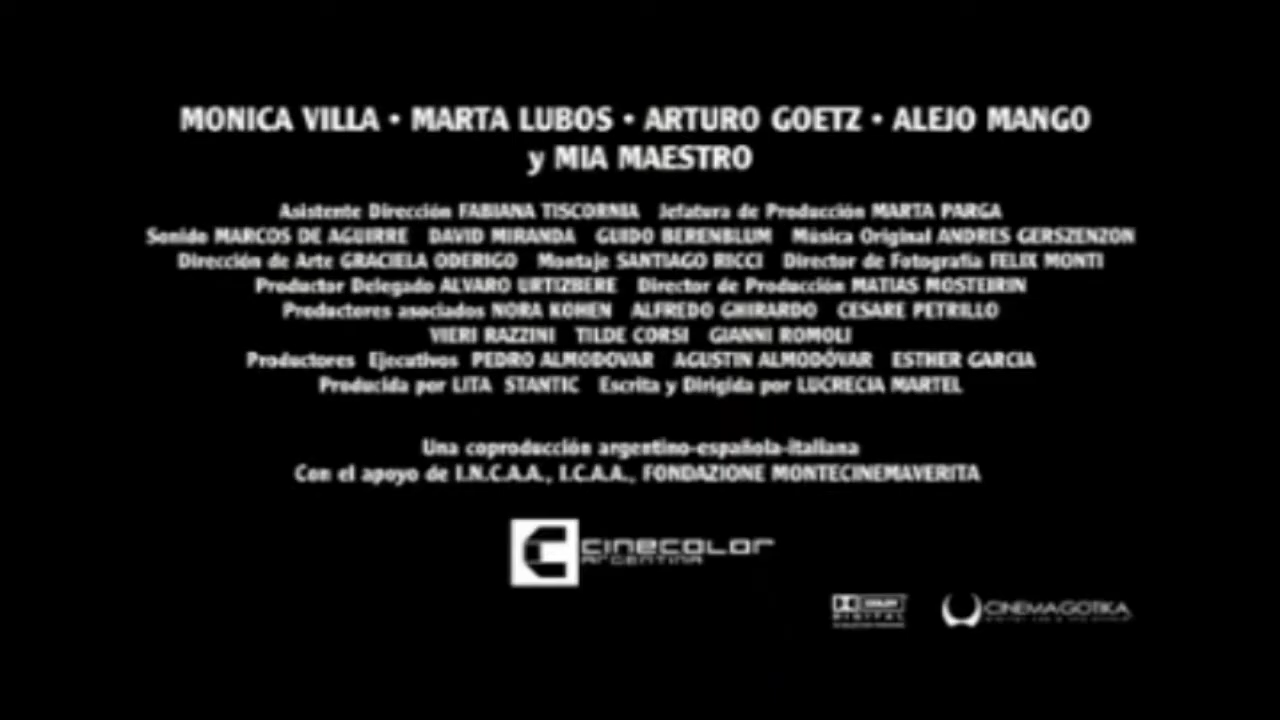 MONICA VILLA • MARTA LUBOS • ARTURO GOETZ • ALEJO MANGO
y MIA MAESTRO
Asistente Dirección FABIANA TISCORNIA Jefatura de Producción MARTA PARGA
Sonido MARCOS DE AGUIRRE DAVID MIRANDA GUIDO BERENBLUM Música Original ANDRES GERSZENZON
Dirección de Arte GRACIELA ODERIGO Montaje SANTIAGO RICCI Director de Fotografía FELIX MONTI
Productor Delegado ALVARO URTIZBERE Director de Producción MATIAS MOSTEIRIN
Productores asociados NORA KOHEN ALFREDO GHIRARDO CESARE PETRILLO
VIERI RAZZINI TILDE CORSI GIANNI ROMOLI
Productores Ejecutivos PEDRO ALMODOVAR AGUSTIN ALMODÓVAR ESTHER GARCIA
Producida por LITA STANTIC Escrita y Dirigida por LUCRECIA MARTEL
Una coproducción argentino-española-italiana
Con el apoyo de I.N.C.A.A., I.C.A.A., FONDAZIONE MONTECINEMAVERITA
cinecolor
ARGENTINA
DOLBY
DIGITAL
CINEMAGOTIKA